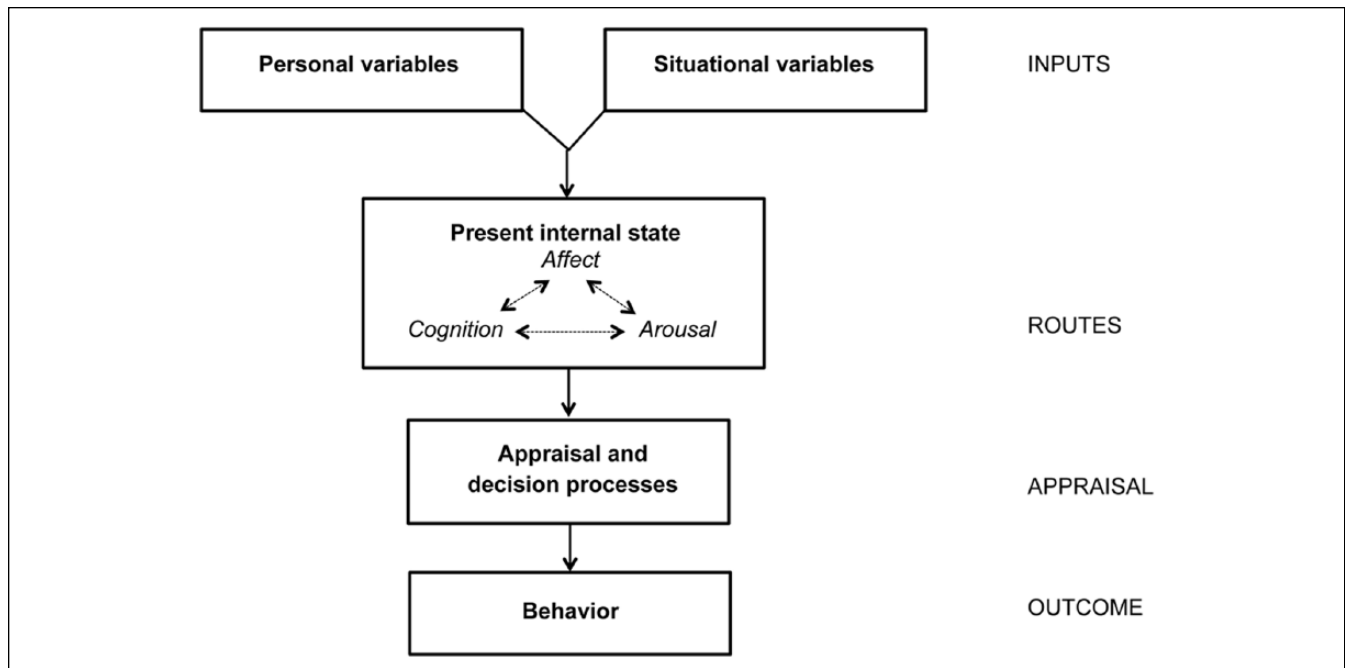 Personal variables
Situational variables
INPUTS
Present internal state
Affect
Cognition
Arousal
ROUTES
Appraisal and
decision processes
APPRAISAL
Behavior
OUTCOME